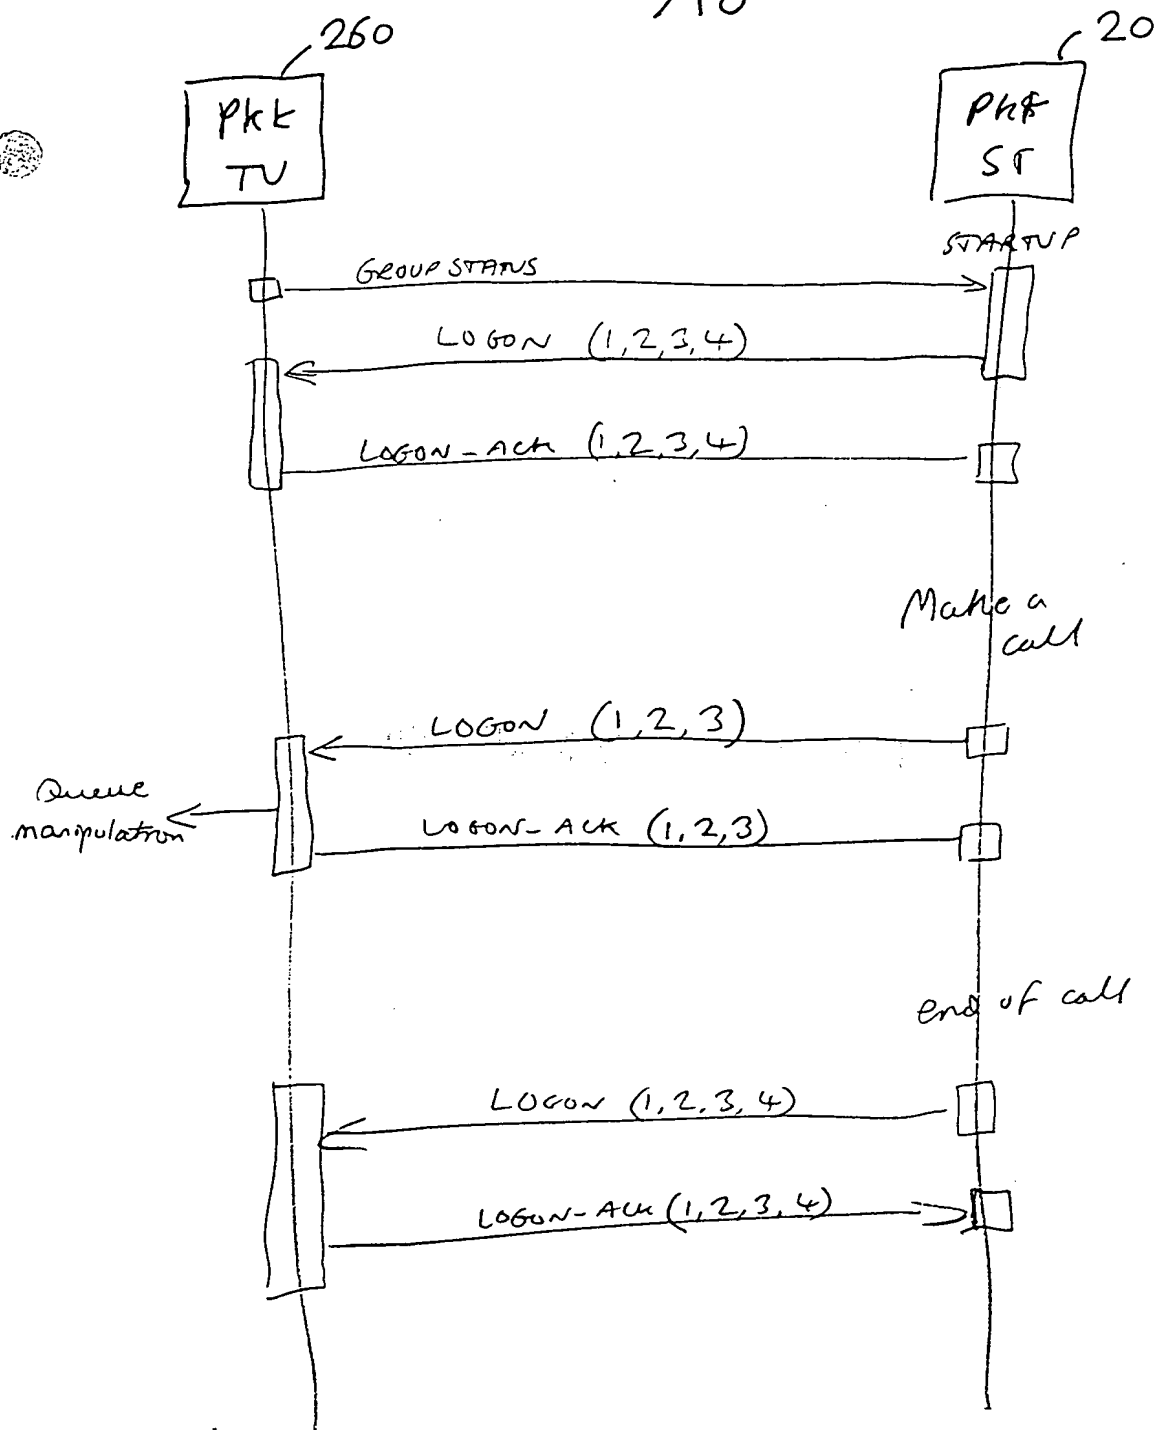 260
20
Pkt
TU
Pkt
ST
STARTUP
GROUP STATUS
LOGON (1,2,3,4)
LOGON-ACK (1,2,3,4)
Make a
call
LOGON (1,2,3)
Queue
manipulation
LOGON-ACK (1,2,3)
end of call
LOGON (1,2,3,4)
LOGON-ACK (1,2,3,4)